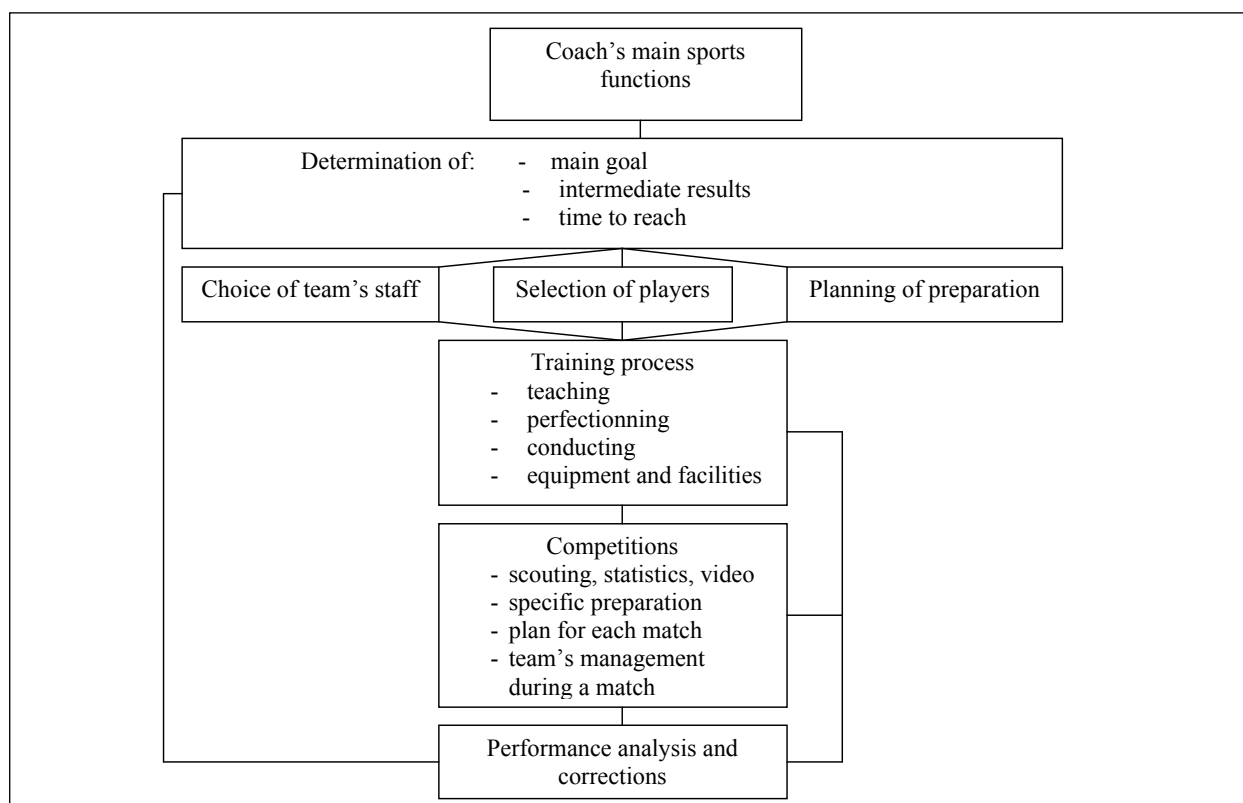 Coach’s main sports
functions
Determination of: - main goal
- intermediate results
- time to reach
Choice of team’s staff
Selection of players
Planning of preparation
Training process
- teaching
- perfectionning
- conducting
- equipment and facilities
Competitions
- scouting, statistics, video
- specific preparation
- plan for each match
- team’s management
during a match
Performance analysis and
corrections